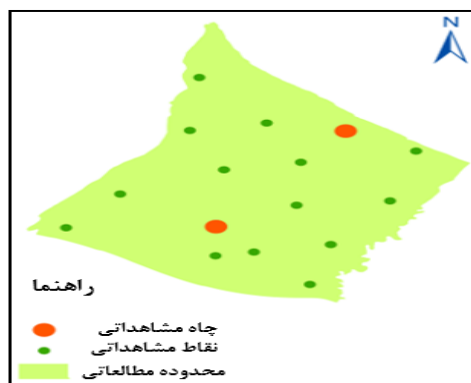 N
راهنما
چاه مشاهداتی
نقاط مشاهداتی
محدوده مطالعاتی